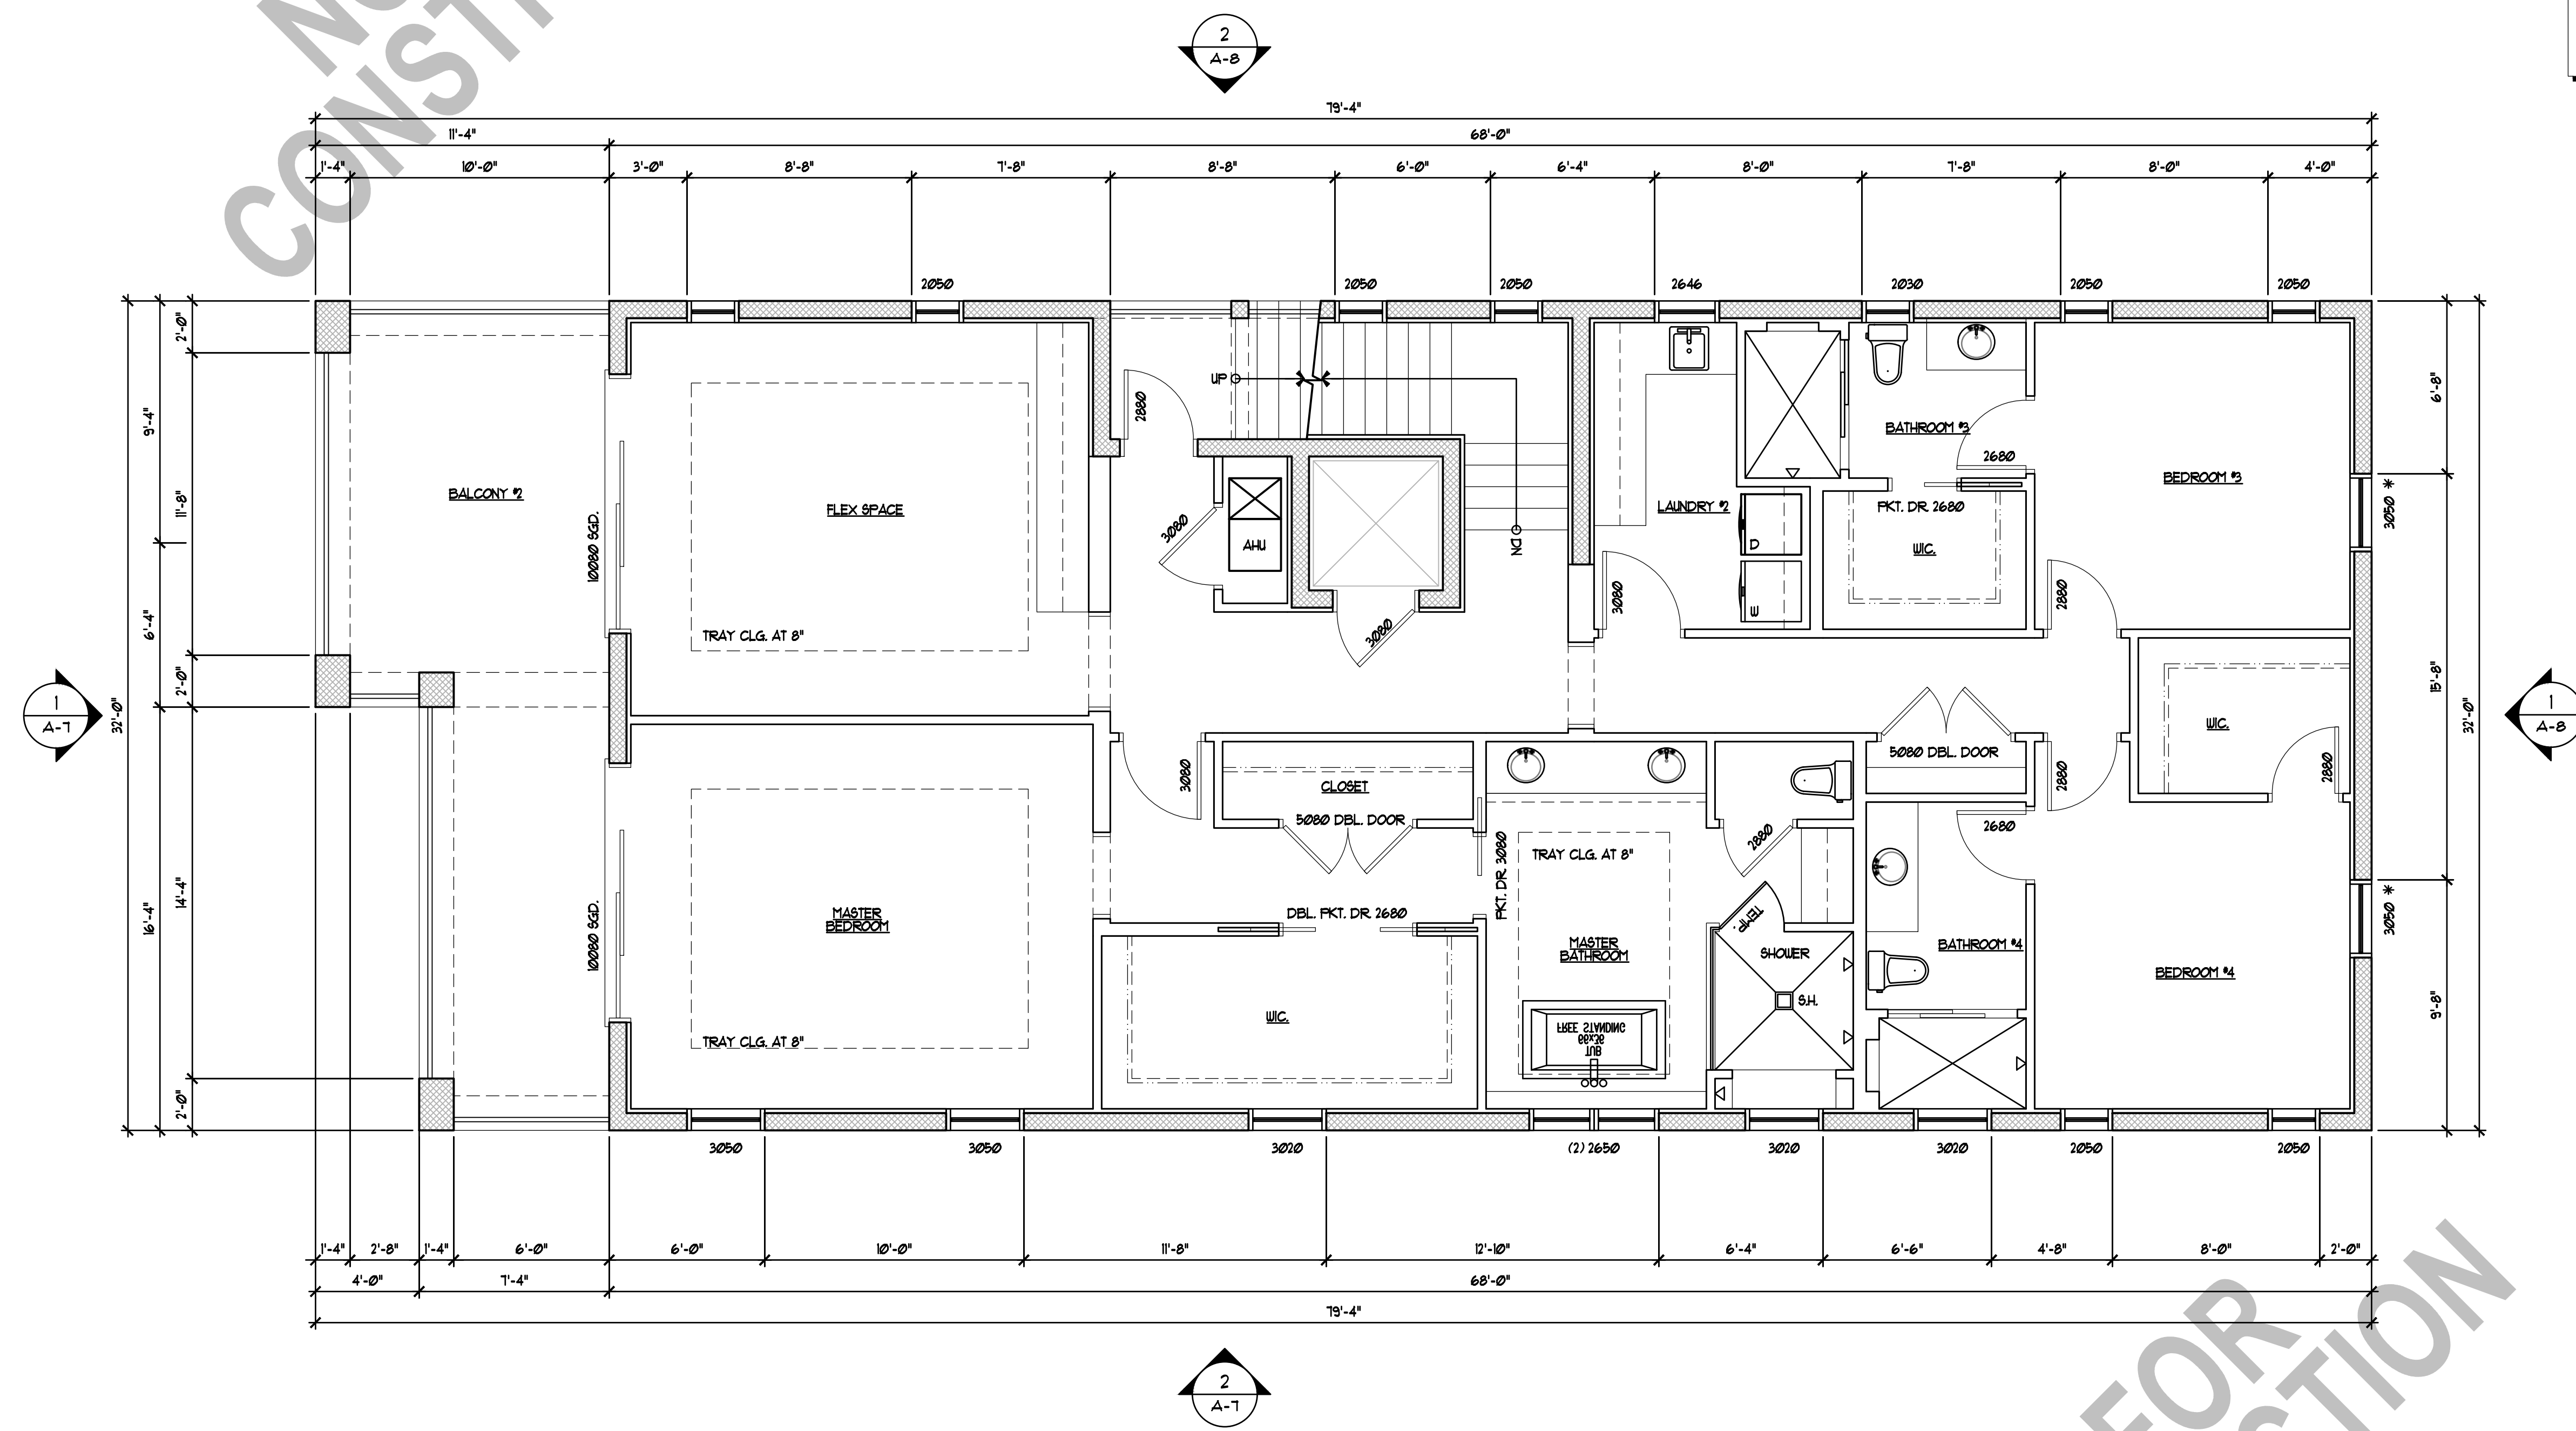 CONSTI
2
A-8
79'-4"
11'-4"
68'-0"
1'-4"
10'-0"
3'-0"
8'-8"
7'-8"
8'-8"
6'-0"
6'-4"
8'-0"
7'-8"
8'-0"
4'-0"
2050
2050
2050
2646
2030
2050
2050
2'-0"
9'-4"
11'-8"
6'-4"
2'-0"
32'-0"
14'-4"
16'-4"
2'-0"
1
A-7
BALCONY #2
10080 SGD.
FLEX SPACE
TRAY CLG. AT 8"
2880
UP
DN
3080
AHU
3080
LAUNDRY #2
D
W
3080
BATHROOM #3
2680
PKT. DR. 2680
WIC.
BEDROOM #3
2880
3050 *
6'-8"
15'-8"
32'-0"
9'-8"
1
A-8
WIC.
2880
5080 DBL. DOOR
2880
3080
CLOSET
5080 DBL. DOOR
PKT. DR. 3080
TRAY CLG. AT 8"
2880
2680
10080 SGD.
MASTER
BEDROOM
TRAY CLG. AT 8"
DBL. PKT. DR. 2680
WIC.
MASTER
BATHROOM
FREE STANDING
66x36
TUB
TEMP.
SHOWER
S.H.
BATHROOM #4
BEDROOM #4
3050 *
3050
3050
3020
(2) 2650
3020
3020
2050
2050
1'-4"
2'-8"
1'-4"
6'-0"
6'-0"
10'-0"
11'-8"
12'-10"
6'-4"
6'-6"
4'-8"
8'-0"
2'-0"
4'-0"
7'-4"
68'-0"
79'-4"
2
A-7
FOR
STION